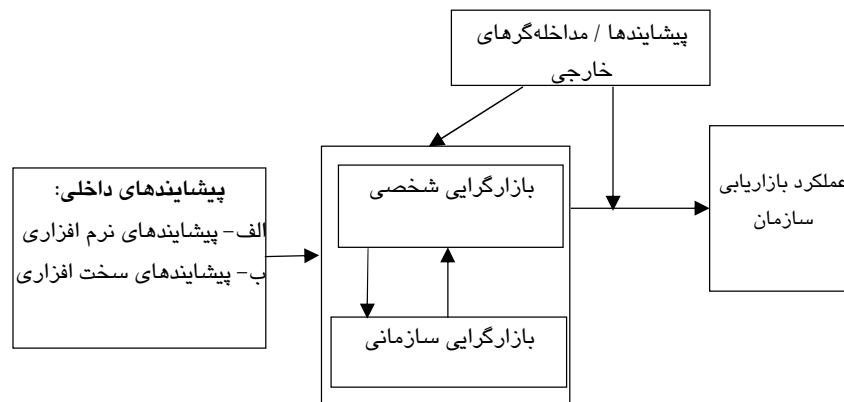 پیشایندها / مداخله‌گرهای
خارجی
بازارگرایی شخصی
بازارگرایی سازمانی
عملکرد بازاریابی
سازمان
پیشایندهای داخلی:
الف- پیشایندهای نرم افزاری
ب- پیشایندهای سخت افزاری